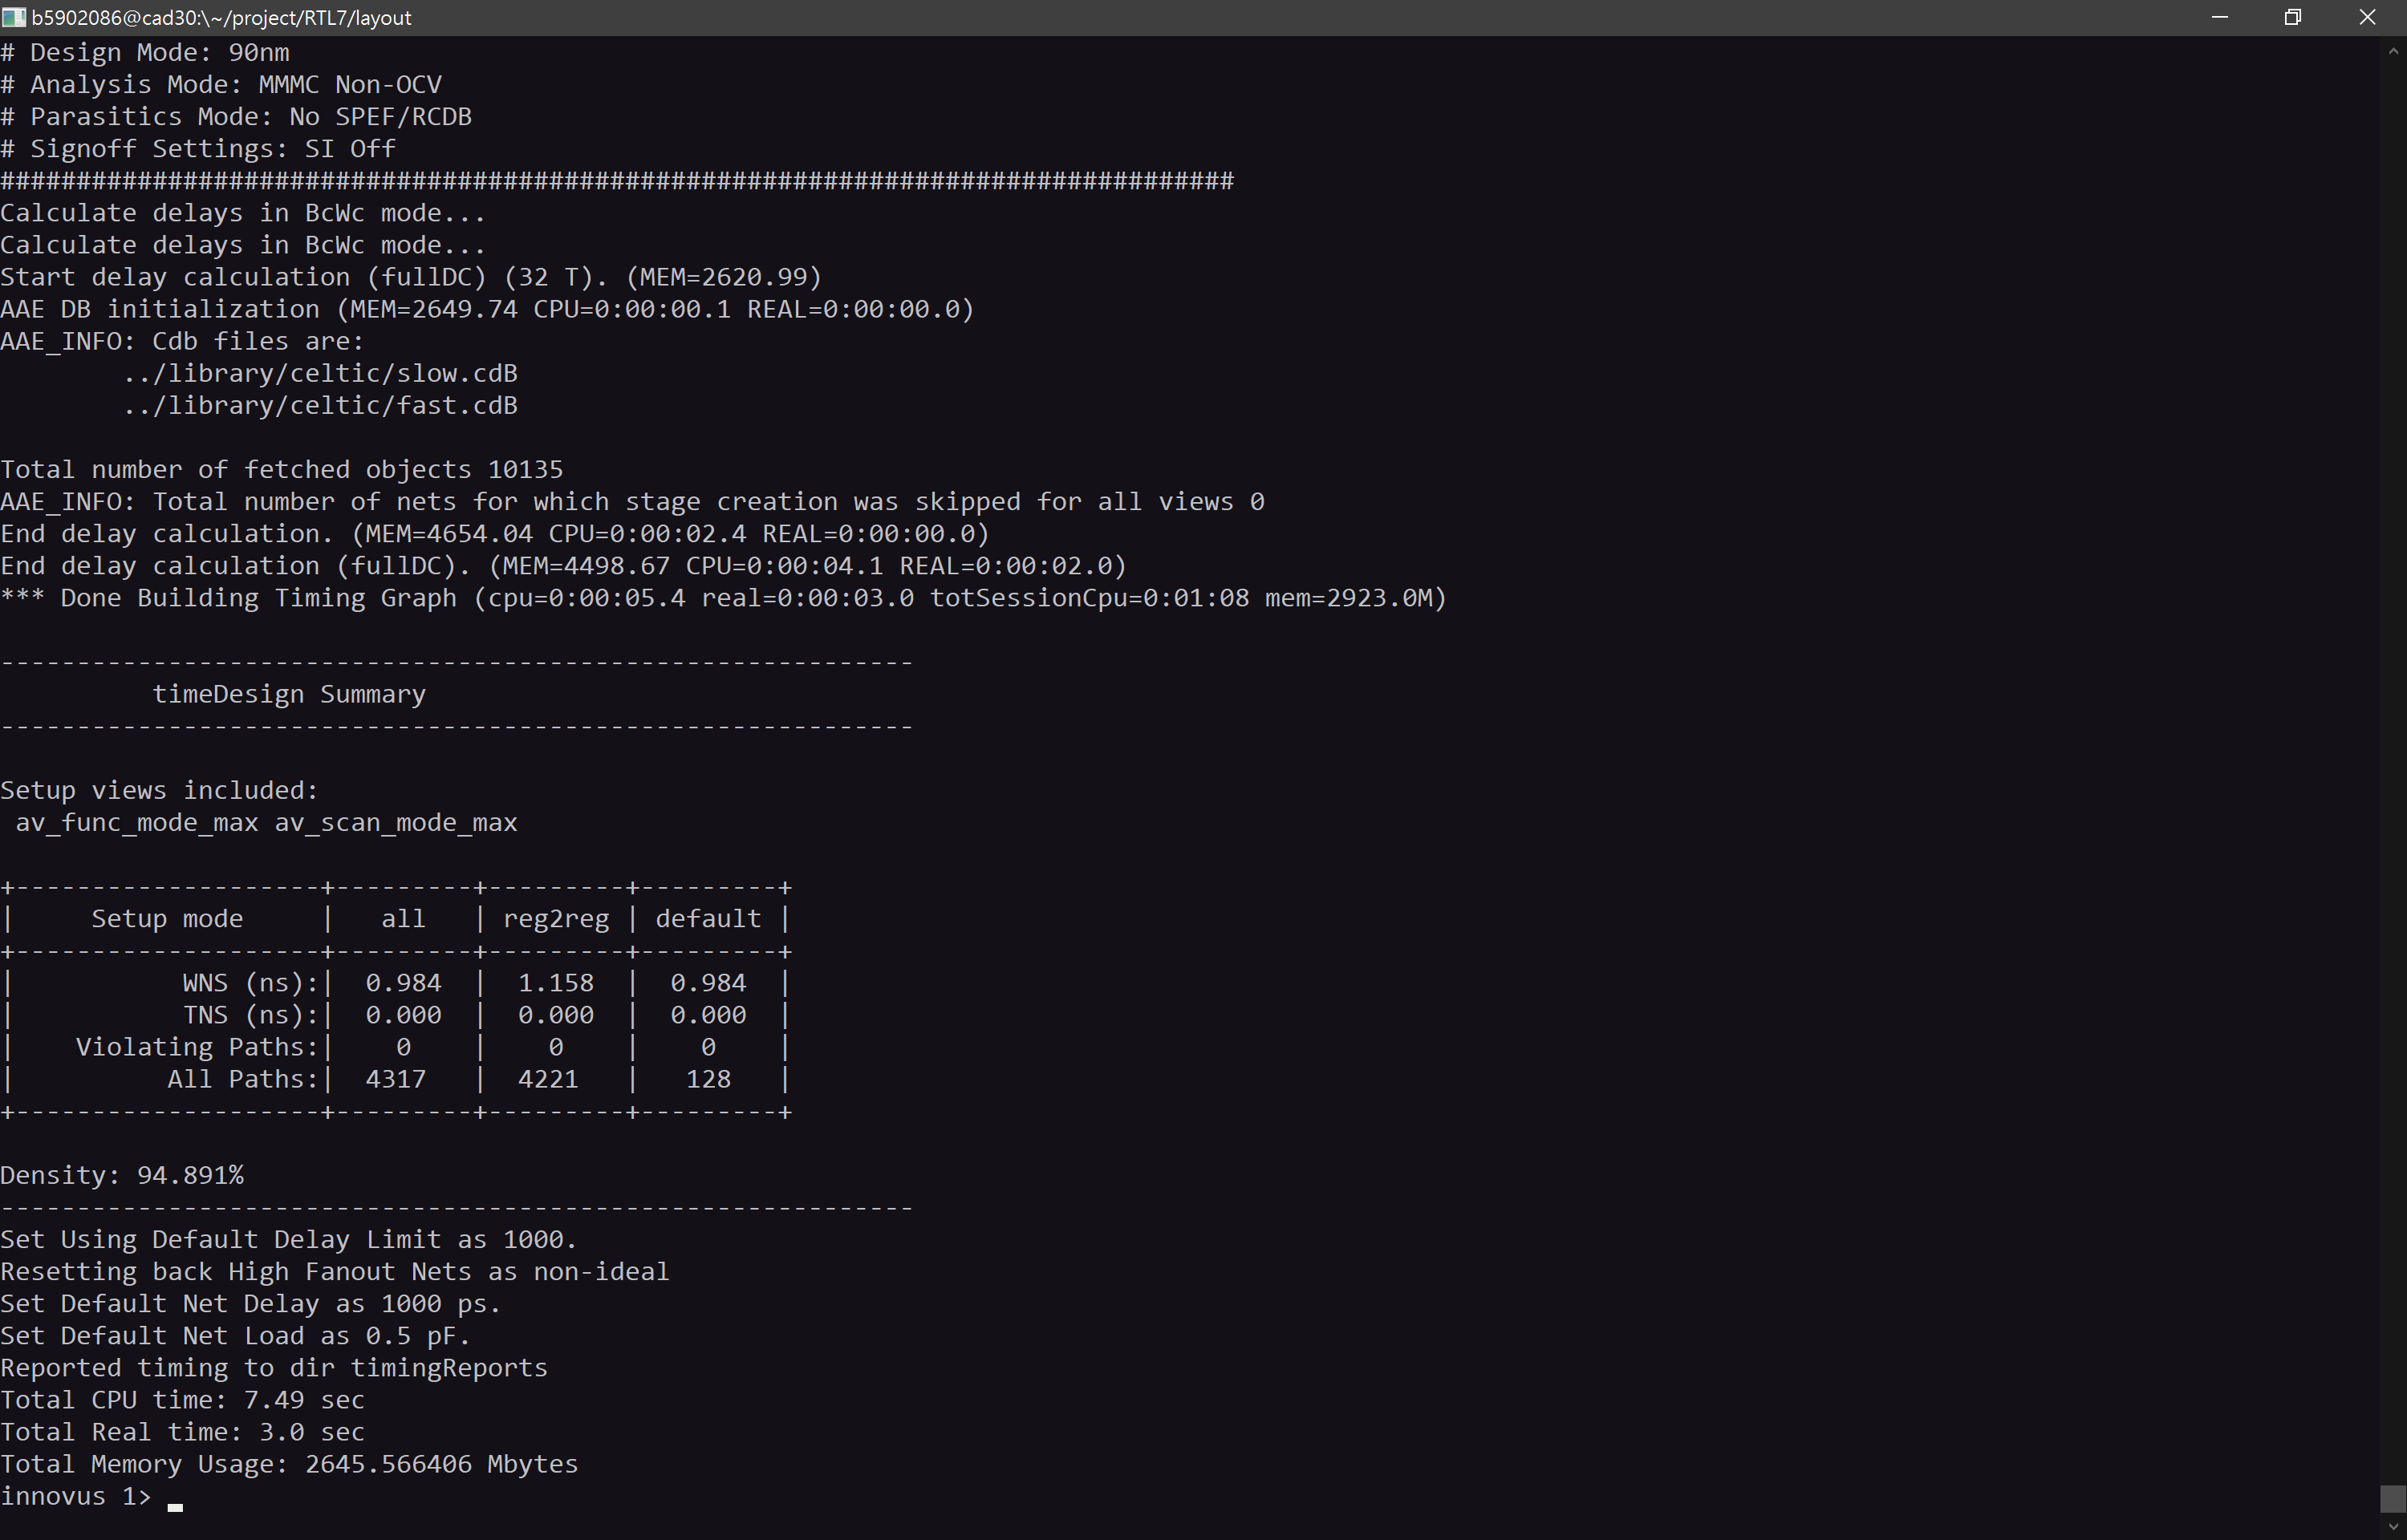 b5902086@cad30:\~/project/RTL7/layout
# Design Mode: 90nm
# Analysis Mode: MMMC Non-OCV
# Parasitics Mode: No SPEF/RCDB
# Signoff Settings: SI Off
#################################################################################
Calculate delays in BcWc mode...
Calculate delays in BcWc mode...
Start delay calculation (fullDC) (32 T). (MEM=2620.99)
AAE DB initialization (MEM=2649.74 CPU=0:00:00.1 REAL=0:00:00.0)
AAE_INFO: Cdb files are:
        ../library/celtic/slow.cdB
        ../library/celtic/fast.cdB

Total number of fetched objects 10135
AAE_INFO: Total number of nets for which stage creation was skipped for all views 0
End delay calculation. (MEM=4654.04 CPU=0:00:02.4 REAL=0:00:00.0)
End delay calculation (fullDC). (MEM=4498.67 CPU=0:00:04.1 REAL=0:00:02.0)
*** Done Building Timing Graph (cpu=0:00:05.4 real=0:00:03.0 totSessionCpu=0:01:08 mem=2923.0M)

------------------------------------------------------------
          timeDesign Summary
------------------------------------------------------------

Setup views included:
 av_func_mode_max av_scan_mode_max

+--------------------+---------+---------+---------+
|     Setup mode     |   all   | reg2reg | default |
+--------------------+---------+---------+---------+
|           WNS (ns):|  0.984  |  1.158  |  0.984  |
|           TNS (ns):|  0.000  |  0.000  |  0.000  |
|    Violating Paths:|    0    |    0    |    0    |
|          All Paths:|  4317   |  4221   |   128   |
+--------------------+---------+---------+---------+

Density: 94.891%
------------------------------------------------------------
Set Using Default Delay Limit as 1000.
Resetting back High Fanout Nets as non-ideal
Set Default Net Delay as 1000 ps.
Set Default Net Load as 0.5 pF.
Reported timing to dir timingReports
Total CPU time: 7.49 sec
Total Real time: 3.0 sec
Total Memory Usage: 2645.566406 Mbytes
innovus 1>